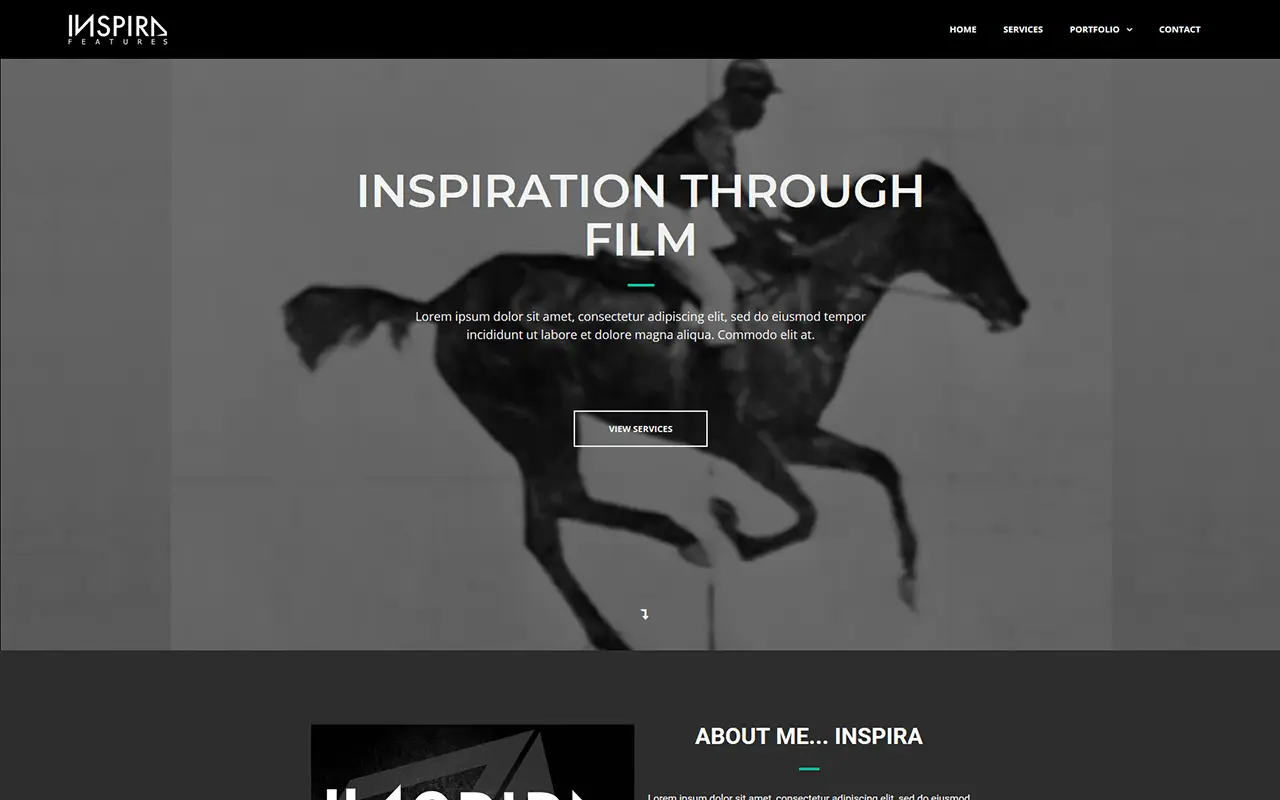 INSPIRA
FEATURES
HOME SERVICES PORTFOLIO CONTACT
INSPIRATION THROUGH
FILM
Lorem ipsum dolor sit amet, consectetur adipiscing elit, sed do eiusmod tempor
incididunt ut labore et dolore magna aliqua. Commodo elit at.
VIEW SERVICES
ABOUT ME... INSPIRA
INSPIRA
Lorem ipsum dolor sit amet, consectetur adipiscing elit, sed do eiusmod